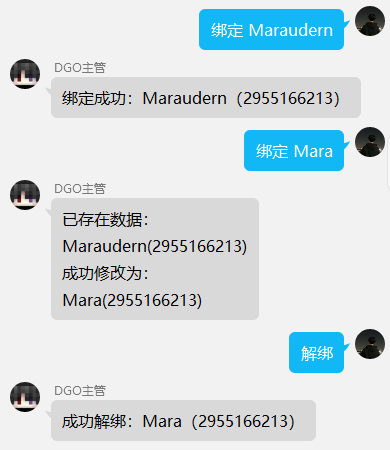 绑定 Maraudern
DGO主管
绑定成功：Maraudern（2955166213）
绑定 Mara
DGO主管
已存在数据：
Maraudern(2955166213)
成功修改为：
Mara(2955166213)
解绑
DGO主管
成功解绑：Mara（2955166213）